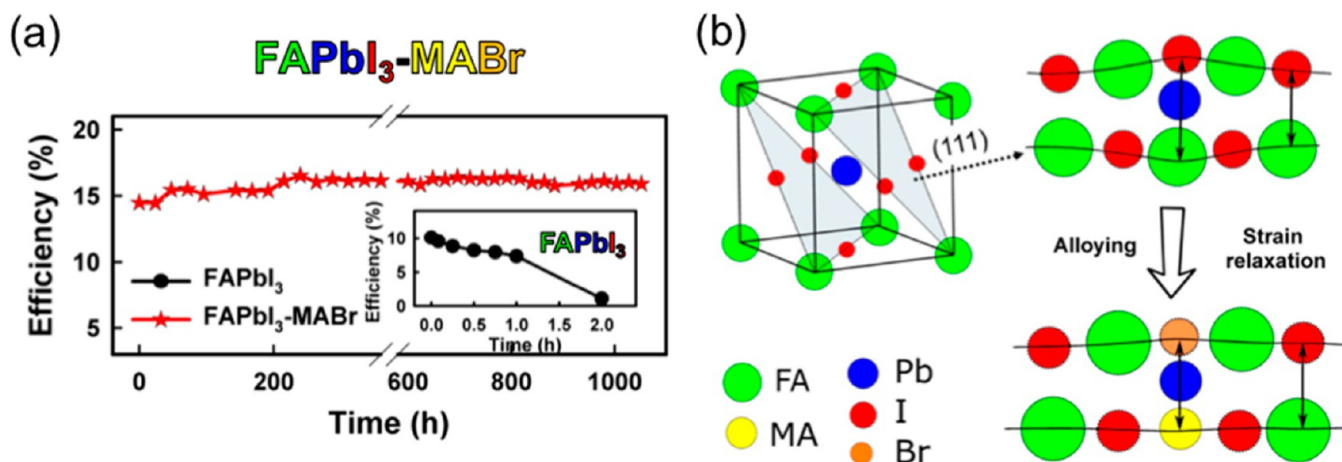 (a)
FAPbI₃-MABr
Efficiency (%)
20
15
10
5
FAPbI₃
FAPbI₃-MABr
0
200
600
800
1000
Time (h)
Efficiency (%)
10
5
0
FAPbI₃
0.0
0.5
1.0
2.0
Time (h)
(b)
(111)
Alloying
Strain
relaxation
FA
Pb
MA
I
Br